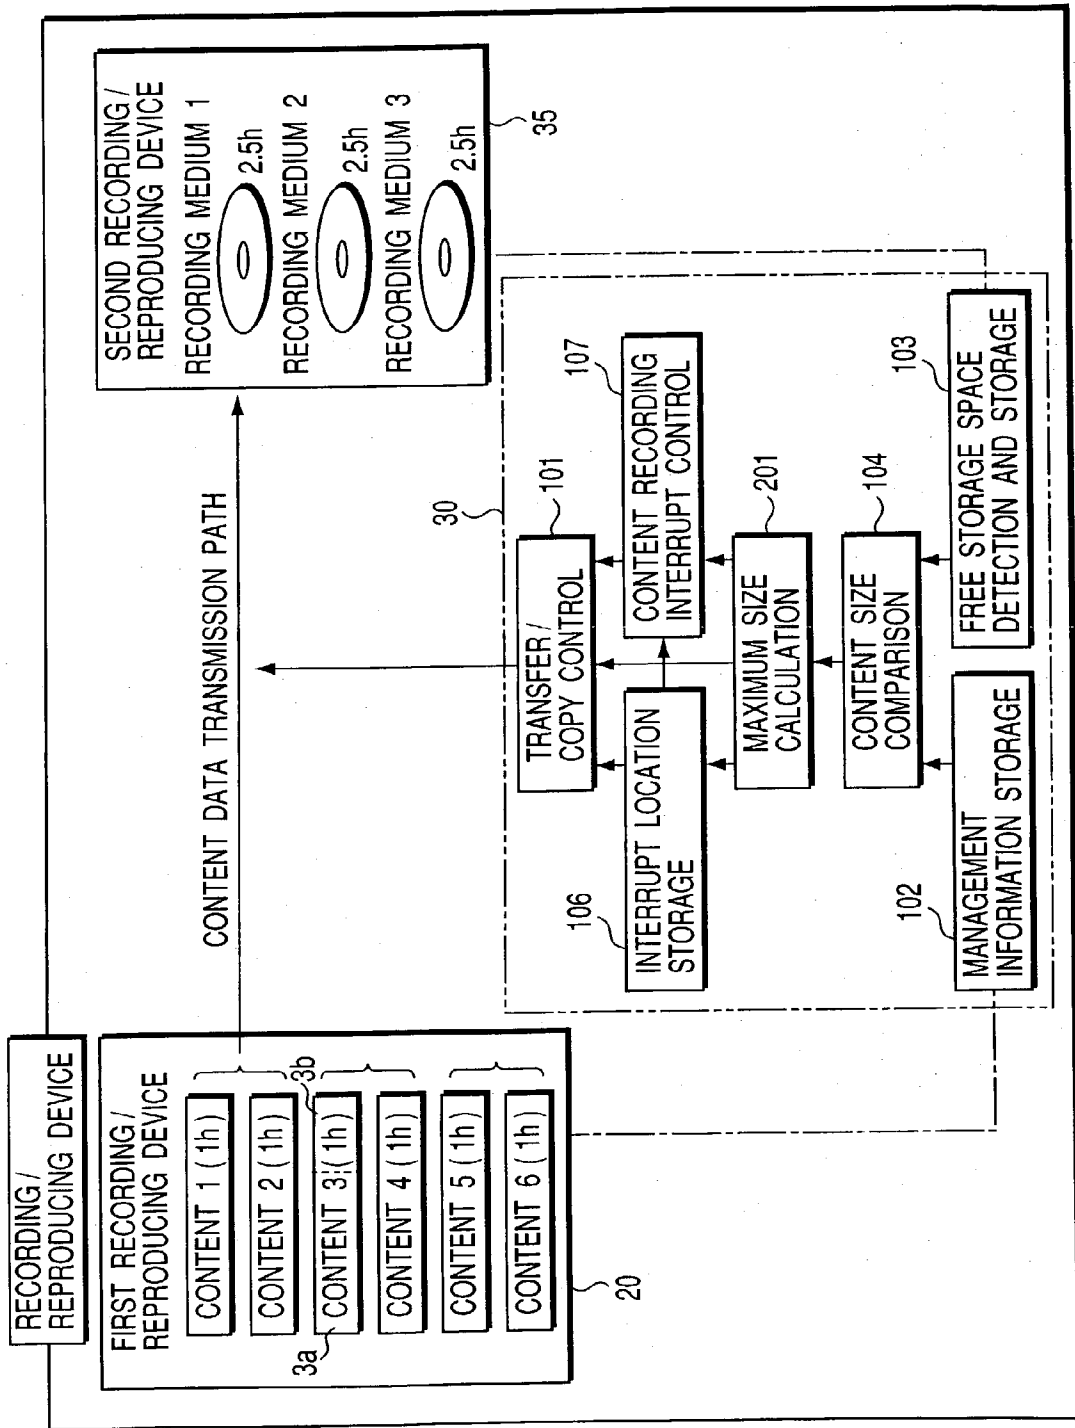 RECORDING/
REPRODUCING DEVICE
FIRST RECORDING/
REPRODUCING DEVICE
CONTENT 1 (1h)
CONTENT 2 (1h)
CONTENT 3 (1h)
CONTENT 4 (1h)
CONTENT 5 (1h)
CONTENT 6 (1h)
3a
3b
20
CONTENT DATA TRANSMISSION PATH
SECOND RECORDING/
REPRODUCING DEVICE
RECORDING MEDIUM 1
2.5h
RECORDING MEDIUM 2
2.5h
RECORDING MEDIUM 3
2.5h
35
30
TRANSFER/
COPY CONTROL
101
106
INTERRUPT LOCATION
STORAGE
CONTENT RECORDING
INTERRUPT CONTROL
107
MAXIMUM SIZE
CALCULATION
201
CONTENT SIZE
COMPARISON
104
102
MANAGEMENT
INFORMATION STORAGE
FREE STORAGE SPACE
DETECTION AND STORAGE
103